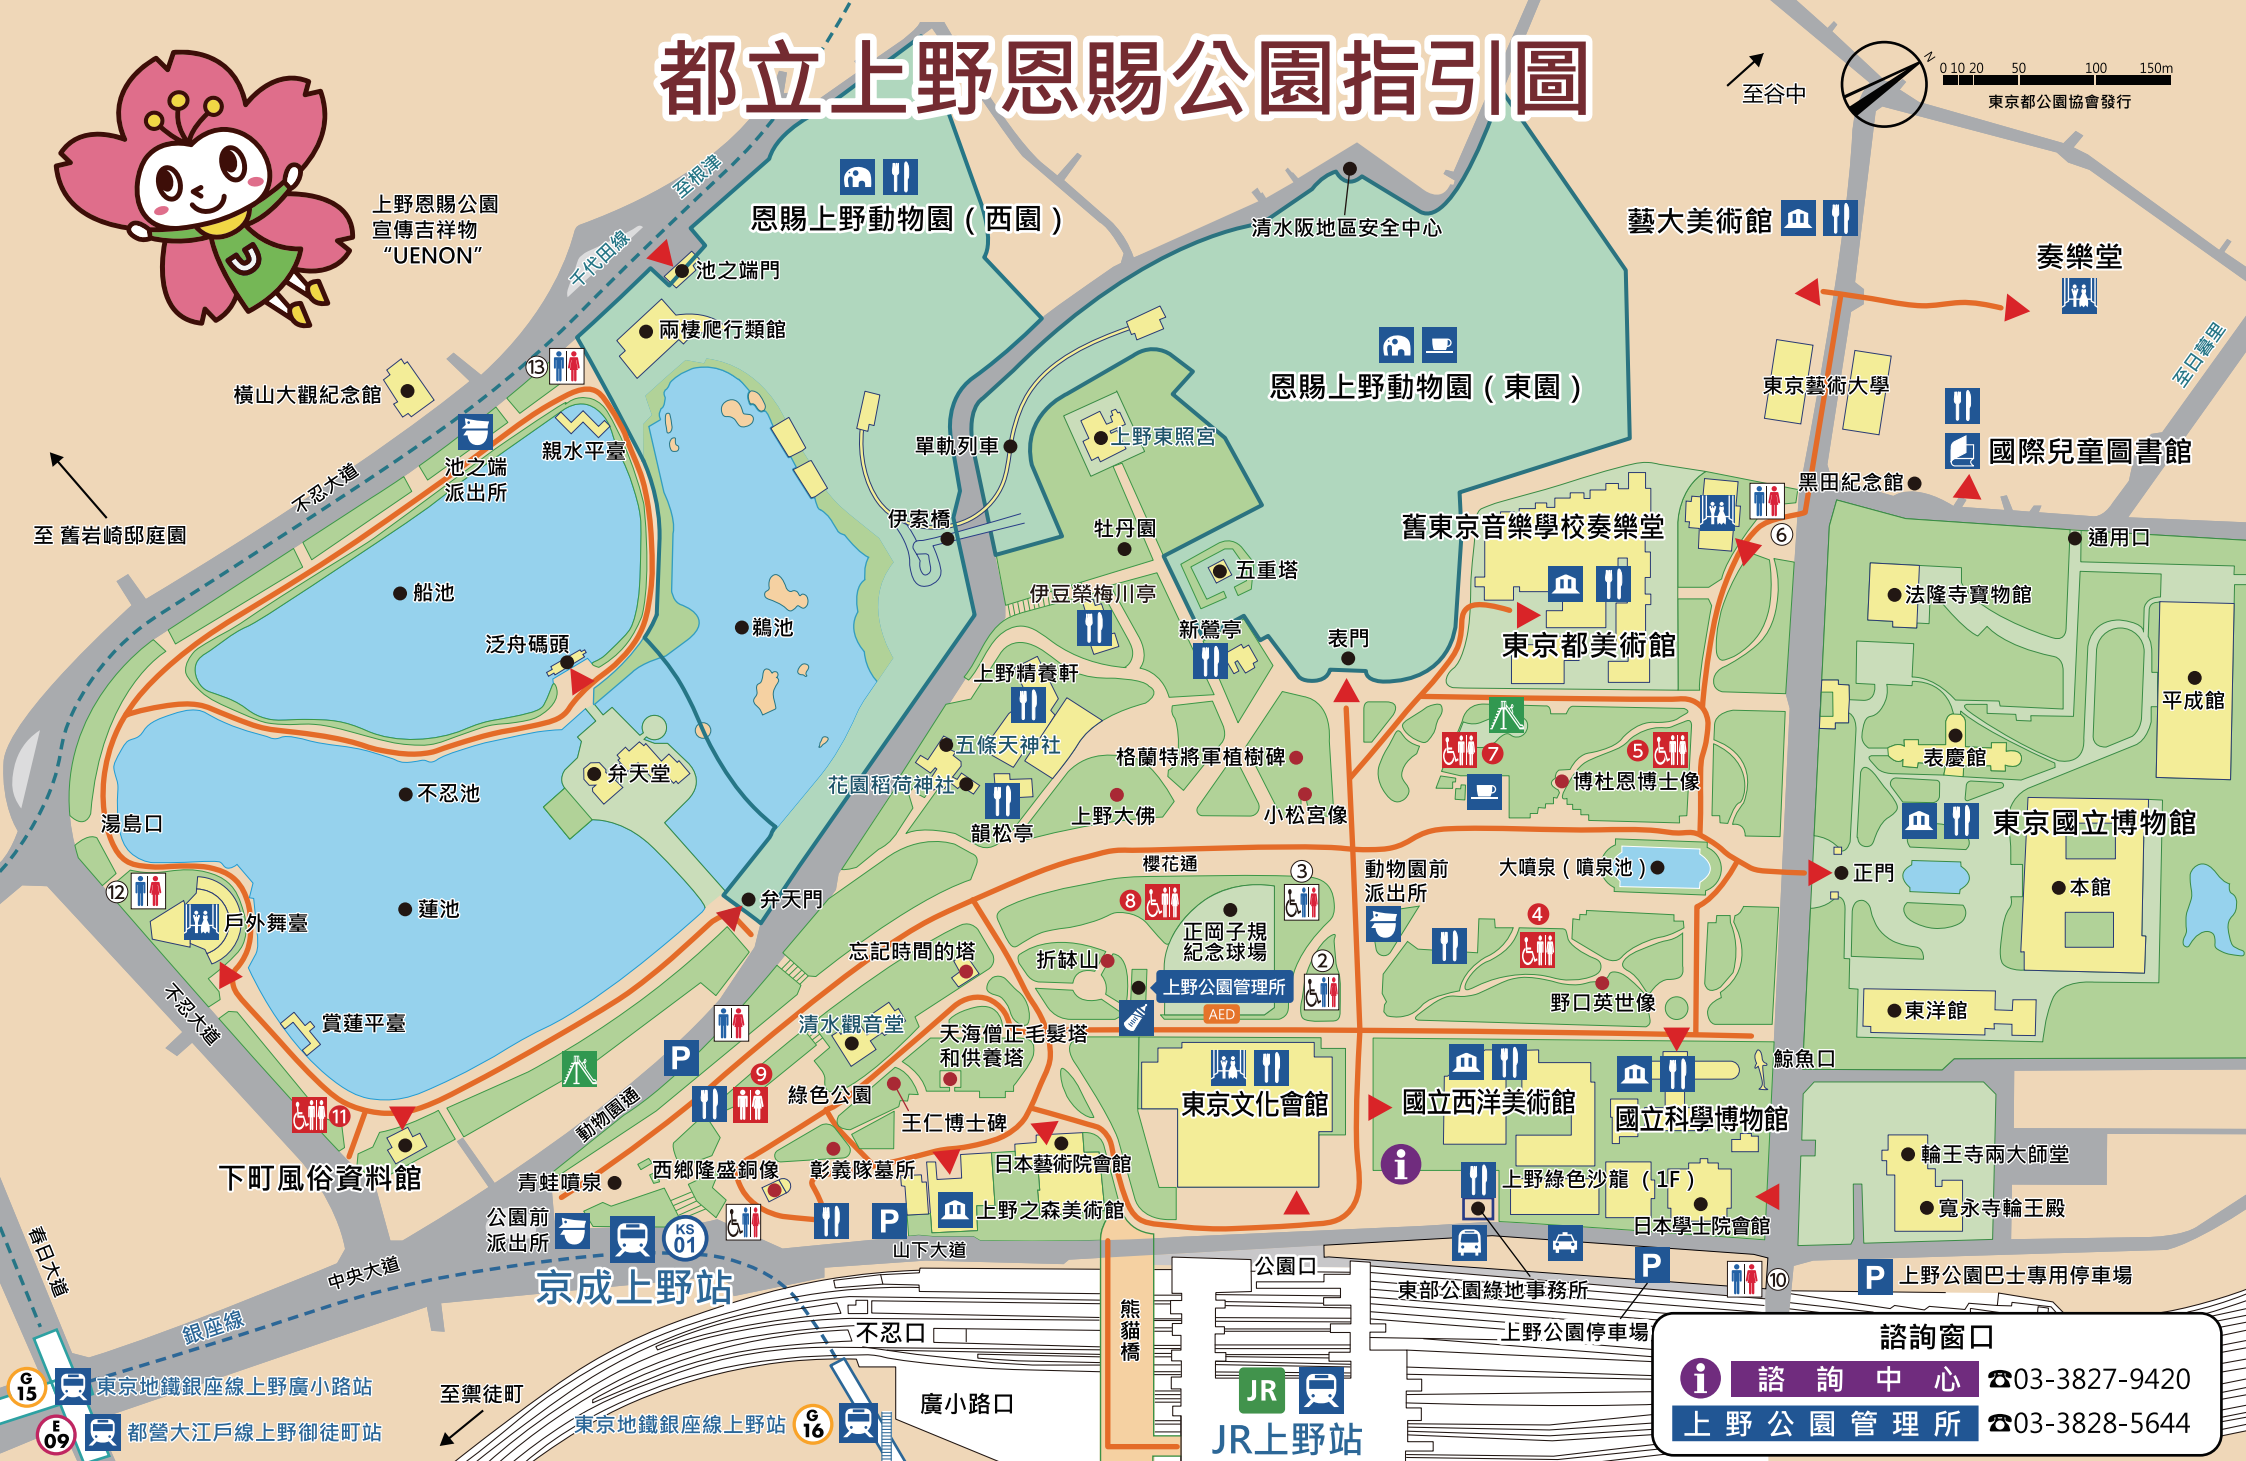 都立上野恩賜公園指引圖
至谷中
N
0 10 20 50 100 150m
東京都公園協會發行
上野恩賜公園
宣傳吉祥物
“UENON”
至根津
千代田線
恩賜上野動物園(西園)
池之端門
兩棲爬行類館
清水阪地區安全中心
藝大美術館
奏樂堂
至日暮里
恩賜上野動物園(東園)
東京藝術大學
國際兒童圖書館
黑田紀念館
橫山大觀紀念館
13
親水平臺
池之端
派出所
不忍大道
至 舊岩崎邸庭園
單軌列車
上野東照宮
伊索橋
牡丹園
五重塔
舊東京音樂學校奏樂堂
6
通用口
法隆寺寶物館
平成館
船池
鵜池
泛舟碼頭
伊豆榮梅川亭
新鶯亭
表門
東京都美術館
上野精養軒
五條天神社
花園稻荷神社
韻松亭
格蘭特將軍植樹碑
上野大佛
小松宮像
7
5
博杜恩博士像
表慶館
東京國立博物館
本館
弁天堂
不忍池
湯島口
12
戶外舞臺
蓮池
弁天門
櫻花通
8
3
正岡子規
紀念球場
動物園前
派出所
大噴泉(噴泉池)
正門
4
忘記時間的塔
折缽山
2
上野公園管理所
AED
野口英世像
東洋館
不忍大道
賞蓮平臺
清水觀音堂
天海僧正毛髮塔
和供養塔
9
綠色公園
王仁博士碑
東京文化會館
國立西洋美術館
國立科學博物館
鯨魚口
11
P
動物園通
下町風俗資料館
青蛙噴泉
西鄉隆盛銅像
彰義隊墓所
日本藝術院會館
上野之森美術館
i
上野綠色沙龍(1F)
日本學士院會館
輪王寺兩大師堂
寬永寺輪王殿
公園前
派出所
KS
01
京成上野站
P
山下大道
公園口
P
東部公園綠地事務所
上野公園停車場
10
P
上野公園巴士專用停車場
春日大道
中央大道
銀座線
不忍口
熊貓橋
廣小路口
至禦徒町
G
15
東京地鐵銀座線上野廣小路站
E
09
都營大江戶線上野御徒町站
東京地鐵銀座線上野站
G
16
JR
JR上野站
諮詢窗口
i
諮詢中心
☎03-3827-9420
上野公園管理所
☎03-3828-5644